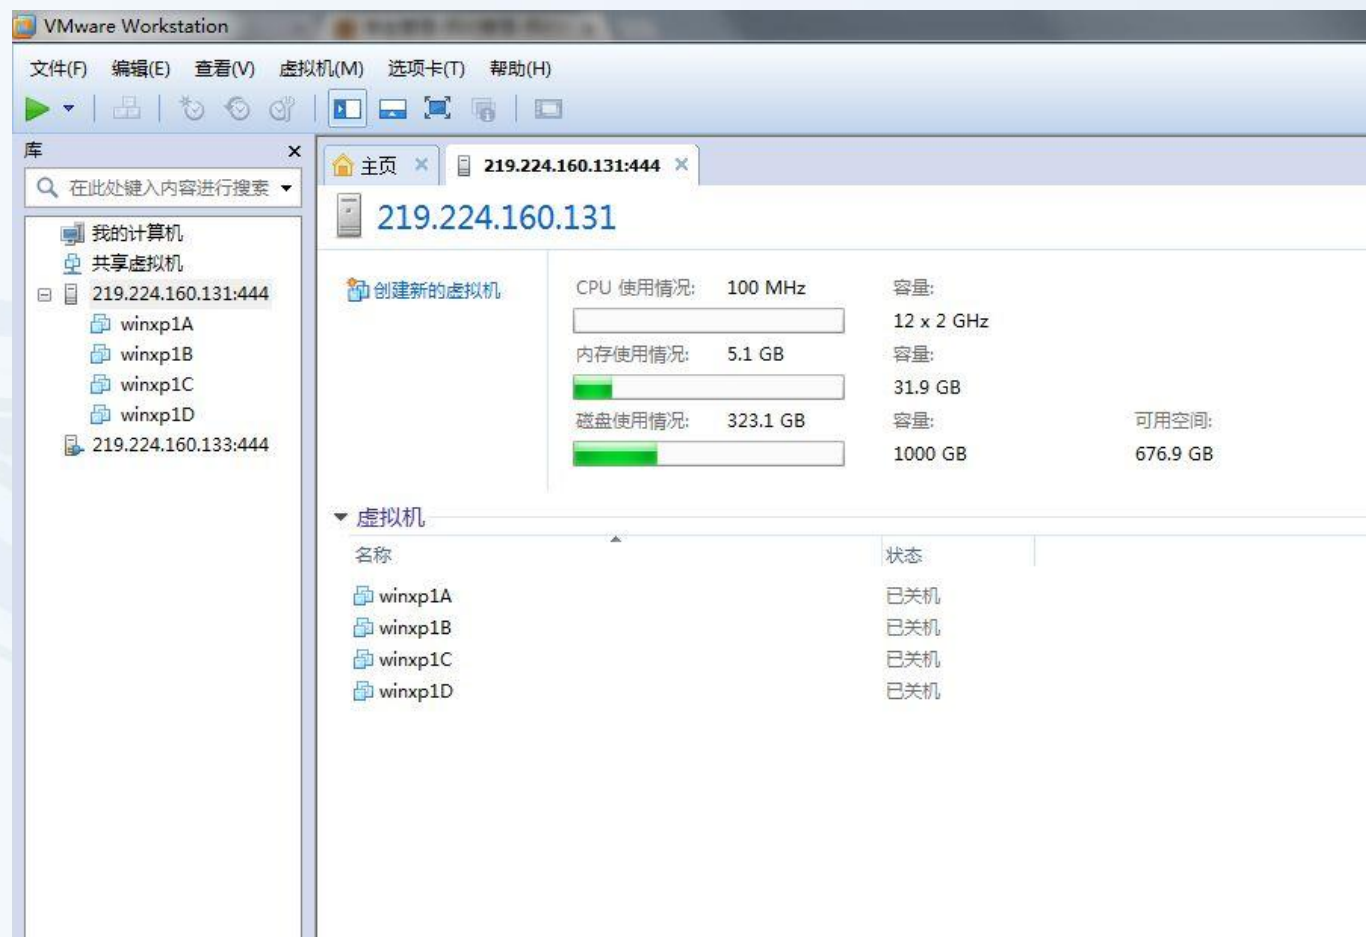 VMware Workstation
文件(F) 编辑(E) 查看(V) 虚拟机(M) 选项卡(T) 帮助(H)
库
在此处键入内容进行搜索
我的计算机
共享虚拟机
219.224.160.131:444
winxp1A
winxp1B
winxp1C
winxp1D
219.224.160.133:444
主页 219.224.160.131:444
219.224.160.131
创建新的虚拟机
CPU 使用情况: 100 MHz 容量:
12 x 2 GHz
内存使用情况: 5.1 GB 容量:
31.9 GB
磁盘使用情况: 323.1 GB 容量: 可用空间:
1000 GB 676.9 GB
虚拟机
名称 状态
winxp1A 已关机
winxp1B 已关机
winxp1C 已关机
winxp1D 已关机